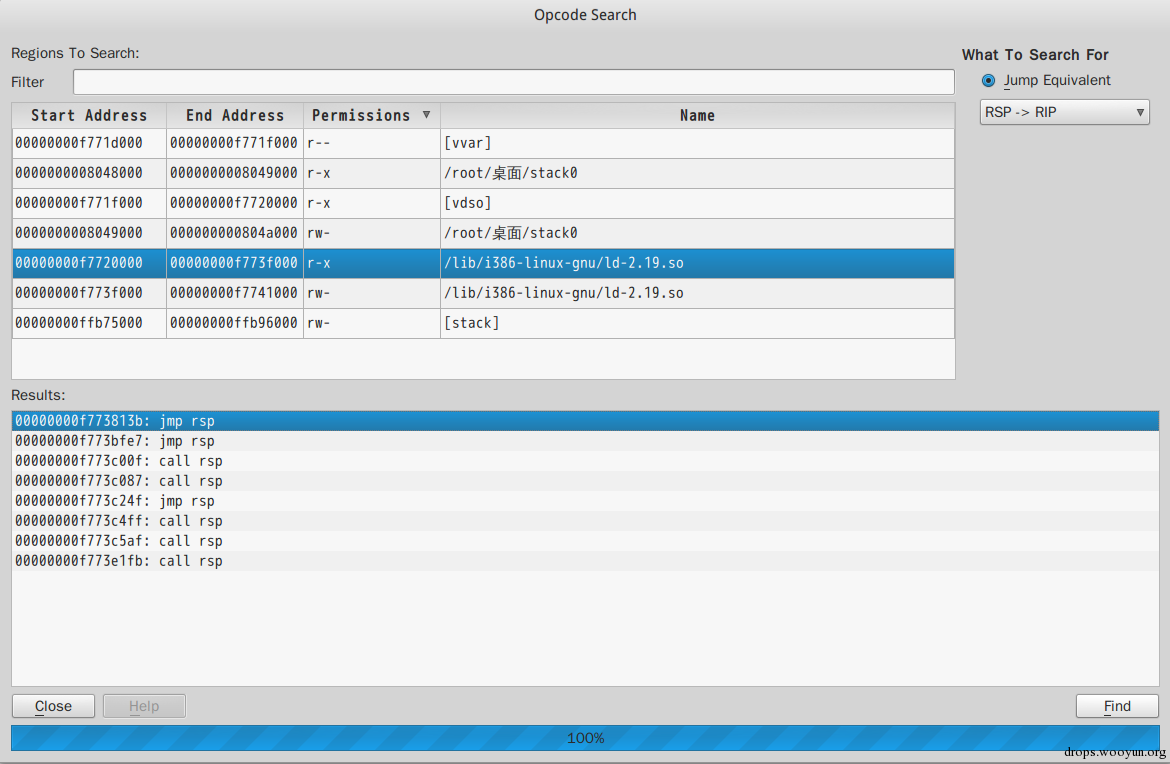 Opcode Search
Regions To Search:
What To Search For
Filter
Jump Equivalent
RSP -> RIP
Start Address End Address Permissions Name
00000000f771d000 00000000f771f000 r-- [vvar]
0000000008048000 0000000008049000 r-x /root/桌面/stack0
00000000f771f000 00000000f7720000 r-x [vdso]
0000000008049000 000000000804a000 rw- /root/桌面/stack0
00000000f7720000 00000000f773f000 r-x /lib/i386-linux-gnu/ld-2.19.so
00000000f773f000 00000000f7741000 rw- /lib/i386-linux-gnu/ld-2.19.so
00000000ffb75000 00000000ffb96000 rw- [stack]
Results:
00000000f773813b: jmp rsp
00000000f773bfe7: jmp rsp
00000000f773c00f: call rsp
00000000f773c087: call rsp
00000000f773c24f: jmp rsp
00000000f773c4ff: call rsp
00000000f773c5af: call rsp
00000000f773e1fb: call rsp
Close Help Find
100%
drops.wooyun.org